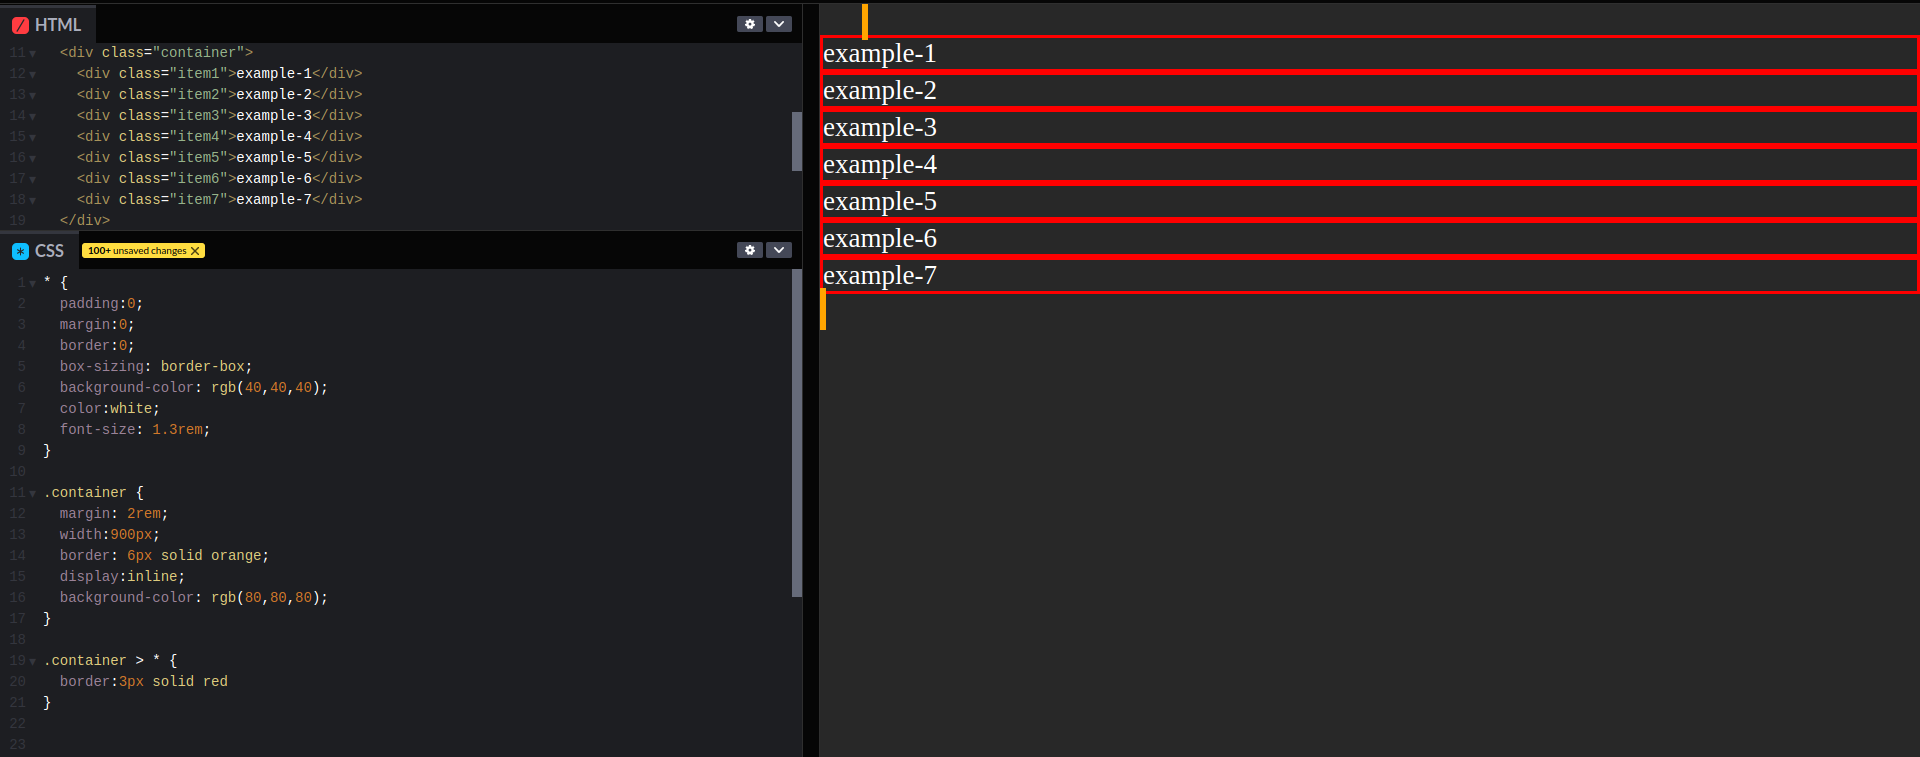 HTML
11 <div class="container">
12 <div class="item1">example-1</div>
13 <div class="item2">example-2</div>
14 <div class="item3">example-3</div>
15 <div class="item4">example-4</div>
16 <div class="item5">example-5</div>
17 <div class="item6">example-6</div>
18 <div class="item7">example-7</div>
19 </div>
CSS 100+ unsaved changes
1 * {
2 padding:0;
3 margin:0;
4 border:0;
5 box-sizing: border-box;
6 background-color: rgb(40,40,40);
7 color:white;
8 font-size: 1.3rem;
9 }
10
11 .container {
12 margin: 2rem;
13 width:900px;
14 border: 6px solid orange;
15 display:inline;
16 background-color: rgb(80,80,80);
17 }
18
19 .container > * {
20 border:3px solid red
21 }
22
23
example-1
example-2
example-3
example-4
example-5
example-6
example-7